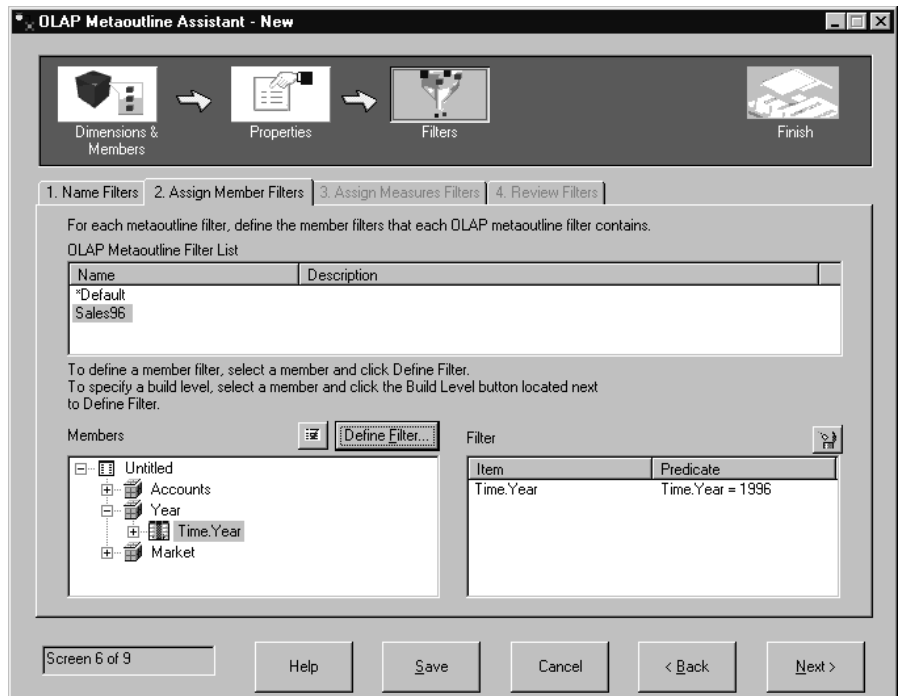 OLAP Metaoutline Assistant - New
Dimensions &
Members
Properties
Filters
Finish
1. Name Filters
2. Assign Member Filters
3. Assign Measures Filters
4. Review Filters
For each metaoutline filter, define the member filters that each OLAP metaoutline filter contains.
OLAP Metaoutline Filter List
Name Description
*Default
Sales96
To define a member filter, select a member and click Define Filter.
To specify a build level, select a member and click the Build Level button located next
to Define Filter.
Members
Define Filter...
Untitled
Accounts
Year
Time.Year
Market
Filter
Item Predicate
Time.Year Time.Year = 1996
Screen 6 of 9
Help
Save
Cancel
< Back
Next >